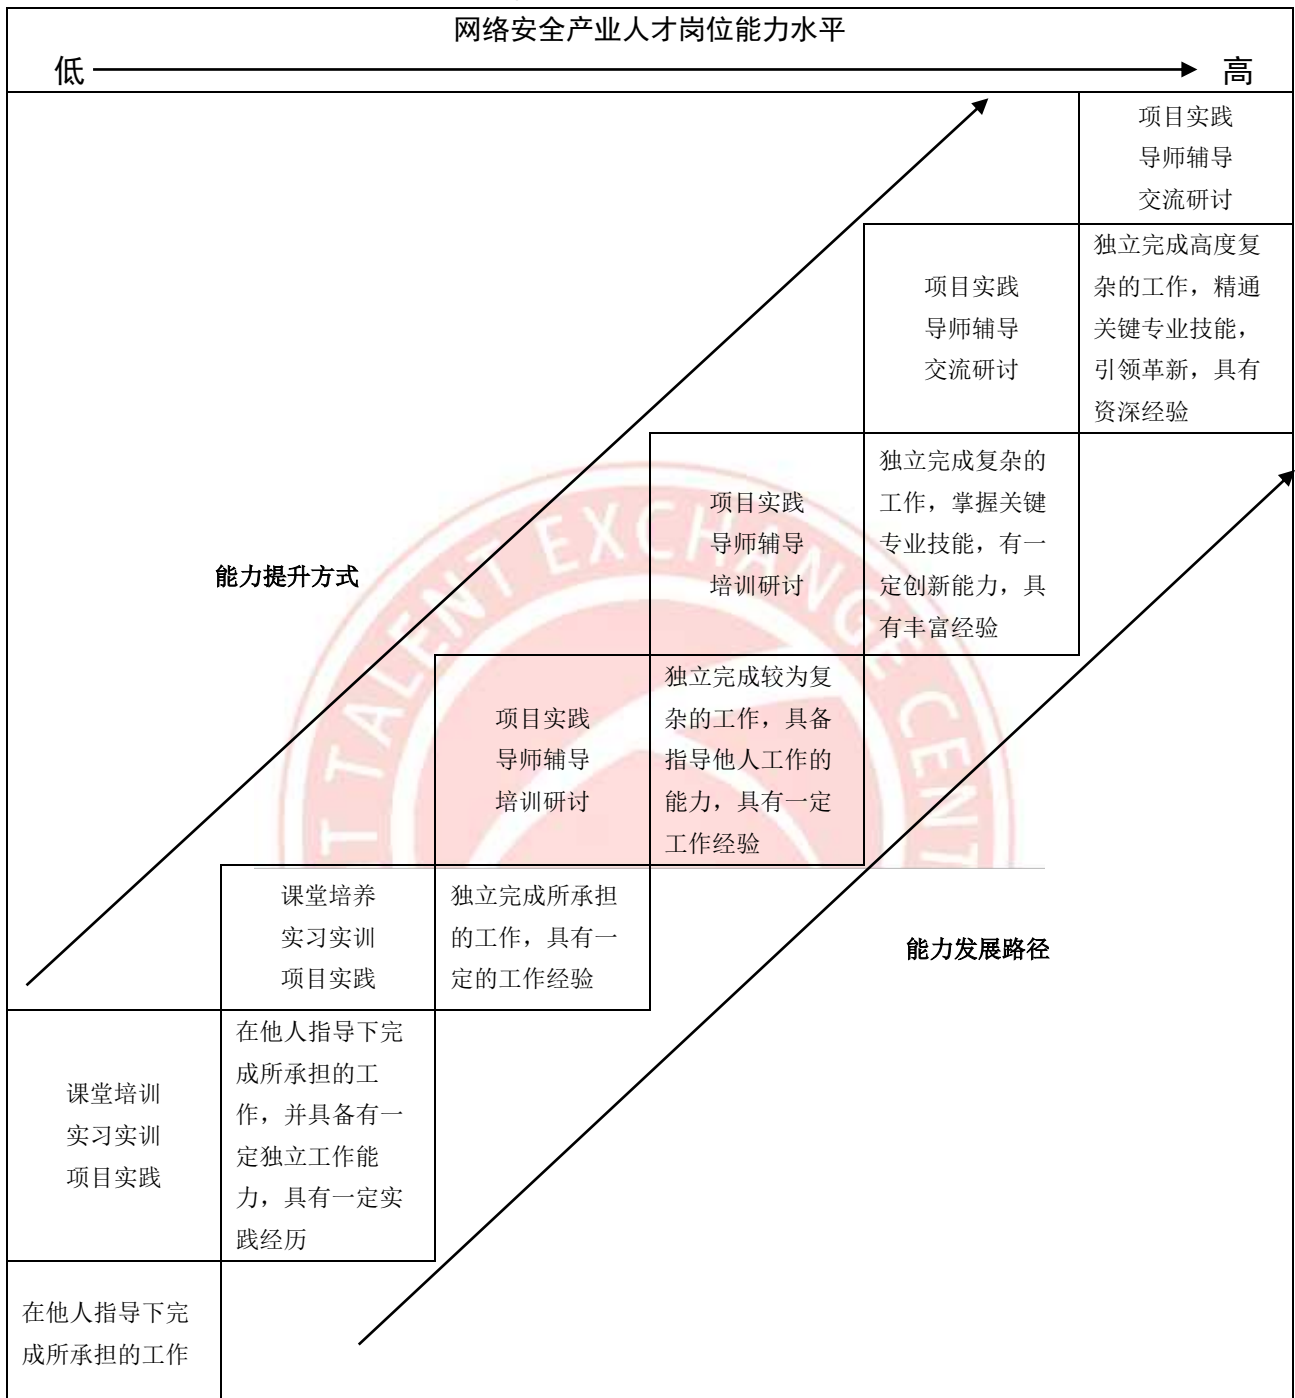 网络安全产业人才岗位能力水平
低
高
项目实践
导师辅导
交流研讨
项目实践
导师辅导
交流研讨
独立完成高度复
杂的工作，精通
关键专业技能，
引领革新，具有
资深经验
能力提升方式
项目实践
导师辅导
培训研讨
独立完成复杂的
工作，掌握关键
专业技能，有一
定创新能力，具
有丰富经验
项目实践
导师辅导
培训研讨
独立完成较为复
杂的工作，具备
指导他人工作的
能力，具有一定
工作经验
课堂培养
实习实训
项目实践
独立完成所承担
的工作，具有一
定的工作经验
能力发展路径
课堂培训
实习实训
项目实践
在他人指导下完
成所承担的工
作，并具备有一
定独立工作能
力，具有一定实
践经历
在他人指导下完
成所承担的工作
T TALENT EXCHANGE CENT